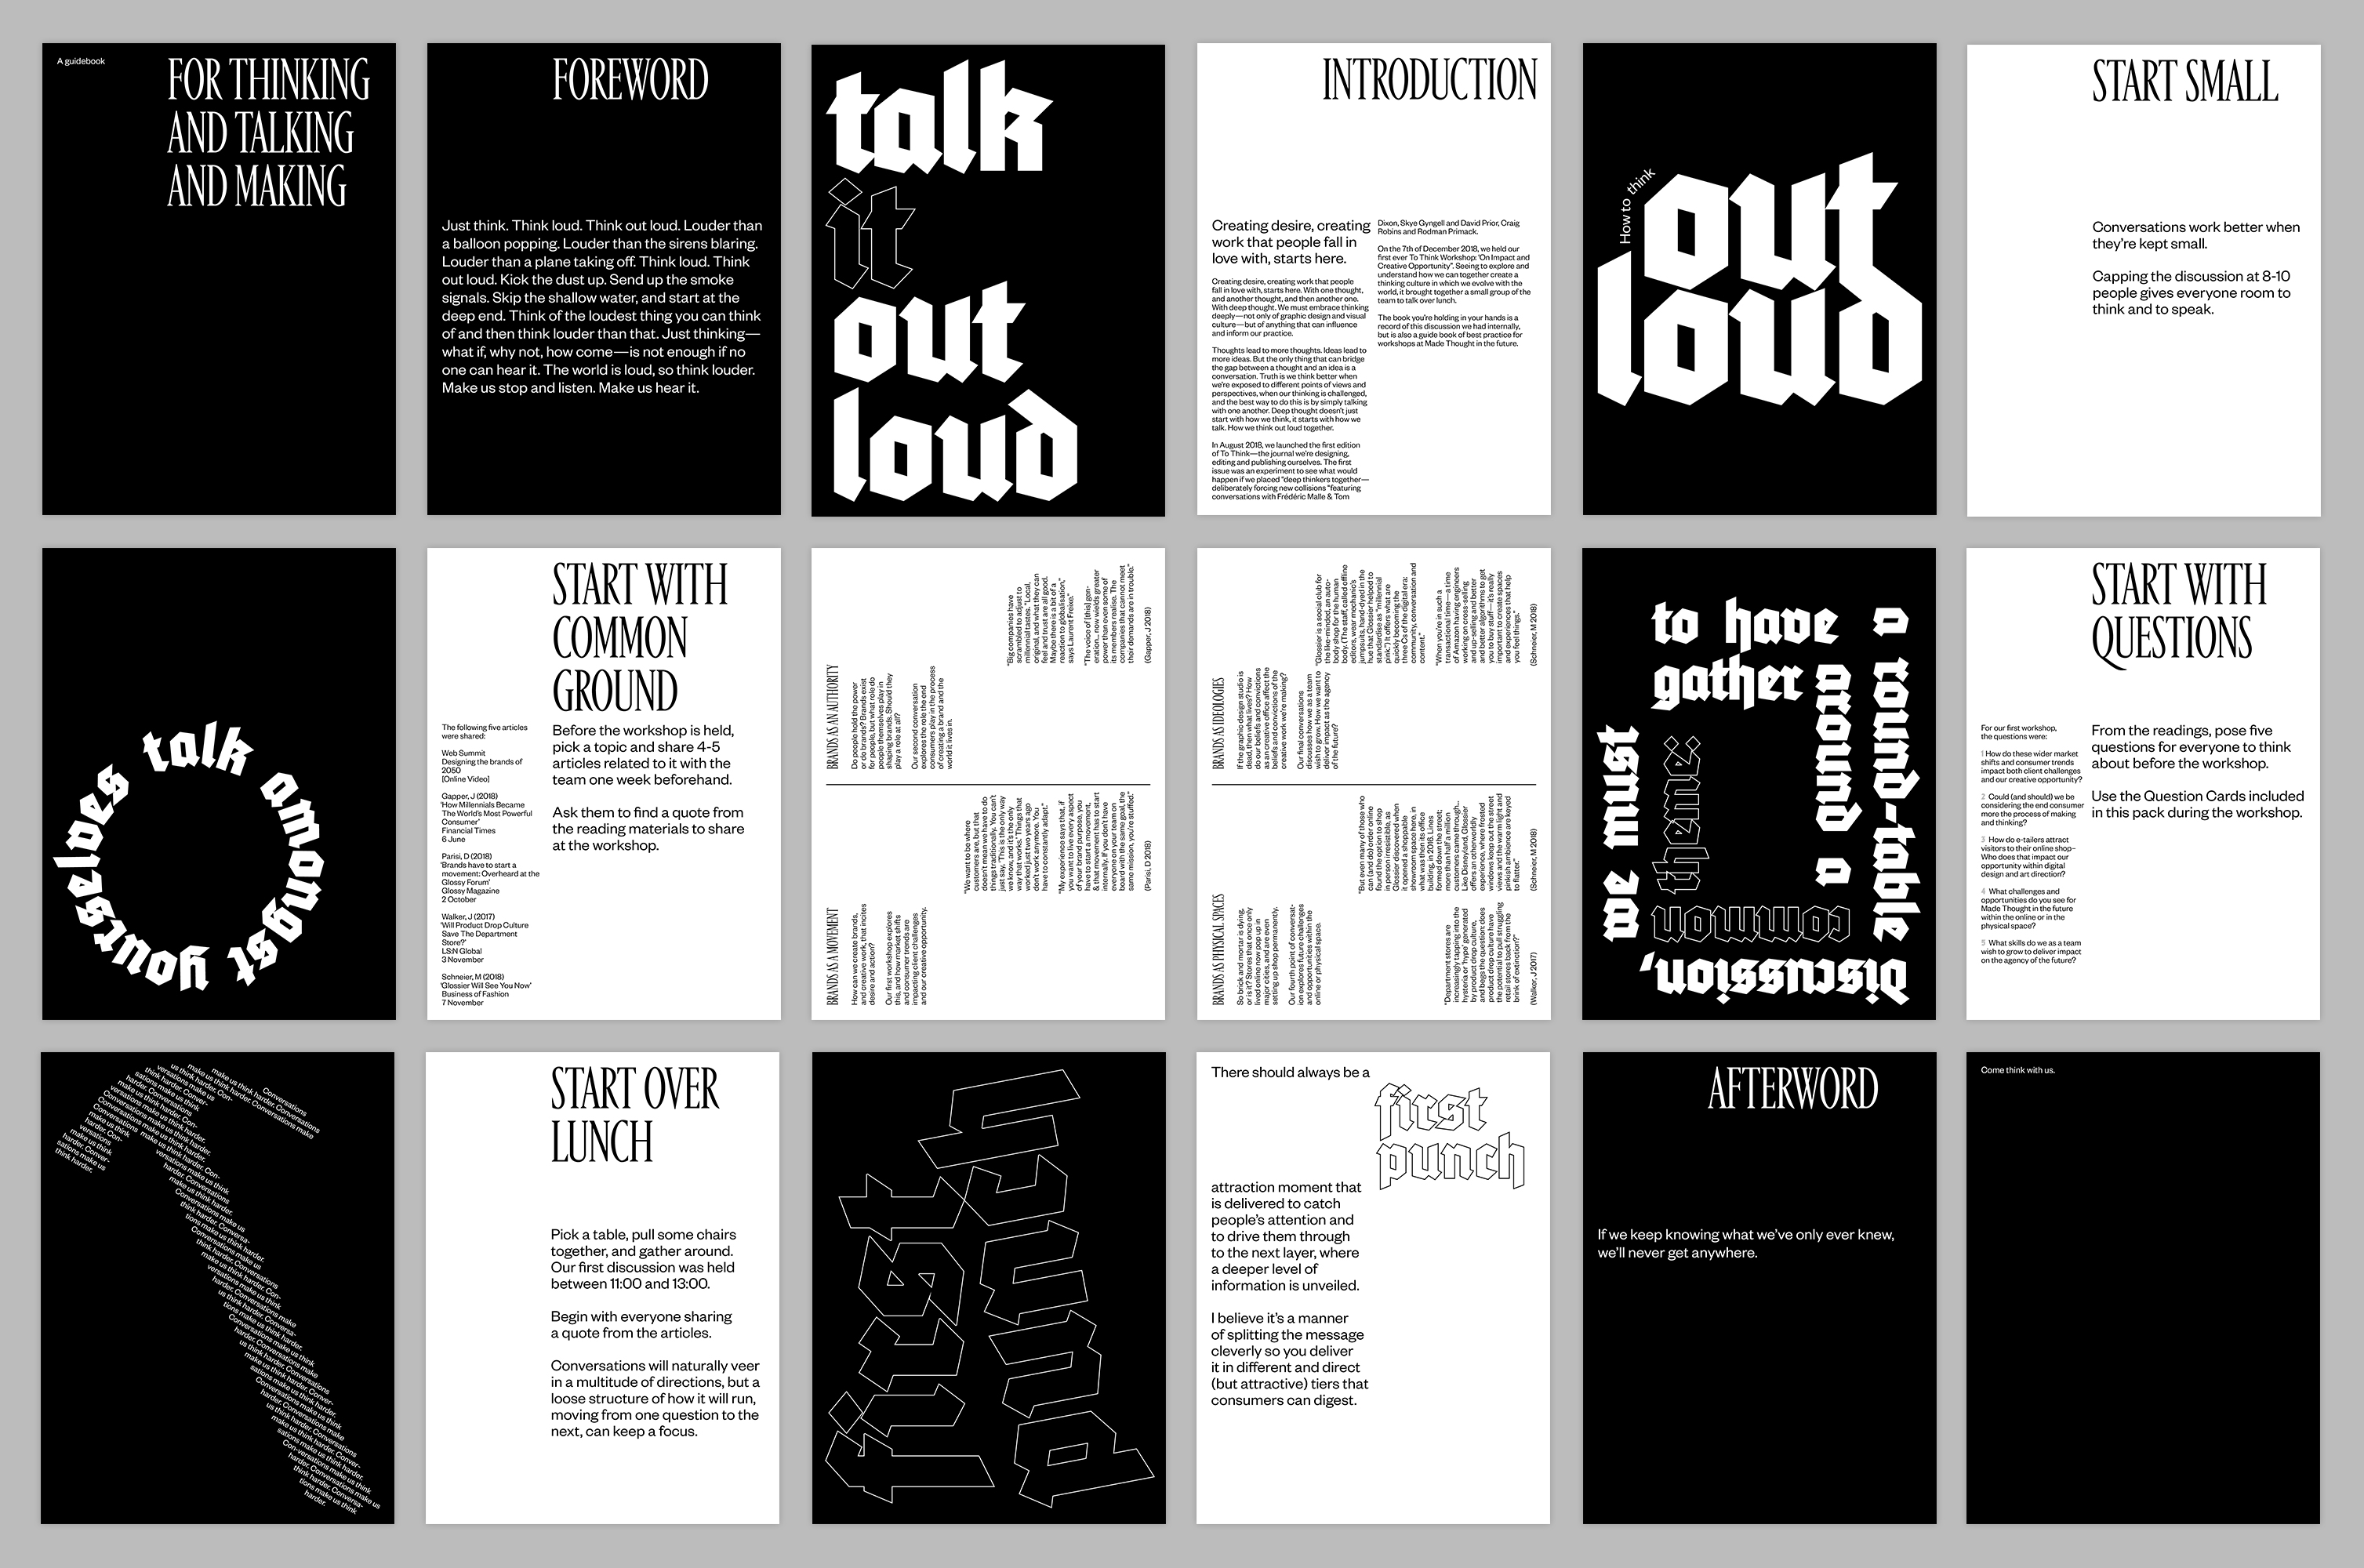 A guidebook
FOR THINKING
AND TALKING
AND MAKING
FOREWORD
Just think. Think loud. Think out loud. Louder than
a balloon popping. Louder than the sirens blaring.
Louder than a plane taking off. Think loud. Think
out loud. Kick the dust up. Send up the smoke
signals. Skip the shallow water, and start at the
deep end. Think of the loudest thing you can think
of and then think louder than that. Just thinking—
what if, why not, how come—is not enough if no
one can hear it. The world is loud, so think louder.
Make us stop and listen. Make us hear it.
talk
it
out
loud
INTRODUCTION
Creating desire, creating
work that people fall in
love with, starts here.
Creating desire, creating work that people
fall in love with, starts here. With one thought,
and another thought, and then another one.
With deep thought. We must embrace thinking
deeply—not only of graphic design and visual
culture—but of anything that can influence
and inform our practice.
Thoughts lead to more thoughts. Ideas lead to
more ideas. But the only thing that can bridge
the gap between a thought and an idea is a
conversation. Truth is we think better when
we're exposed to different points of views and
perspectives, when our thinking is challenged,
and the best way to do this is by simply talking
with one another. Deep thought doesn't just
start with how we think, it starts with how we
talk. How we think out loud together.
In August 2018, we launched the first edition
of To Think—the journal we're designing,
editing and publishing ourselves. The first
issue was an experiment to see what would
happen if we placed "deep thinkers together—
deliberately forcing new collisions "featuring
conversations with Frédéric Malle & Tom
Dixon, Skye Gyngell and David Prior, Craig
Robins and Rodman Primack.
On the 7th of December 2018, we held our
first ever To Think Workshop: 'On Impact and
Creative Opportunity". Seeing to explore and
understand how we can together create a
thinking culture in which we evolve with the
world, it brought together a small group of the
team to talk over lunch.
The book you're holding in your hands is a
record of this discussion we had internally,
but is also a guide book of best practice for
workshops at Made Thought in the future.
How to think
out
loud
START SMALL
Conversations work better when
they're kept small.
Capping the discussion at 8-10
people gives everyone room to
think and to speak.
talk amongst yourselves
START WITH
COMMON
GROUND
The following five articles
were shared:
Web Summit
Designing the brands of
2050
[Online Video]
Gapper, J (2018)
'How Millennials Became
The World's Most Powerful
Consumer'
Financial Times
6 June
Parisi, D (2018)
'Brands have to start a
movement: Overheard at the
Glossy Forum'
Glossy Magazine
2 October
Walker, J (2017)
'Will Product Drop Culture
Save The Department
Store?'
LS:N Global
3 November
Schneier, M (2018)
'Glossier Will See You Now'
Business of Fashion
7 November
Before the workshop is held,
pick a topic and share 4-5
articles related to it with the
team one week beforehand.
Ask them to find a quote from
the reading materials to share
at the workshop.
BRANDS AS A MOVEMENT
How can we create brands,
and creative work, that incites
desire and action?
Our first workshop explores
this, and how market shifts
and consumer trends are
impacting client challenges
and our creative opportunity.
"We want to be where
customers are, but that
doesn't mean we have to do
things traditionally. You can't
just say, 'This is the only way
we know, and it's the only
way that works.' Things that
worked just two years ago
don't work anymore. You
have to constantly adapt."
"My experience says that, if
you want to live every aspect
of your brand purpose, you
have to start a movement,
& that movement has to start
internally. If you don't have
everyone on your team on
board with the same goal, the
same mission, you're stuffed."
(Parisi, D 2018)
BRANDS AS AN AUTHORITY
Do people hold the power
or do brands? Brands exist
for people, but what role do
people themselves play in
shaping brands. Should they
play a role at all?
Our second conversation
explores the role the end
consumers play in the process
of creating a brand and the
world it lives in.
"Big companies have
scrambled to adjust to
millennial tastes. "Local,
original, and what they can
feel and trust are all good.
Maybe there is a bit of a
reaction to globalisation,"
says Laurent Freixe."
"The voice of [this] gen-
eration... now wields greater
power than even some of
its members realise. The
companies that cannot meet
their demands are in trouble."
(Gapper, J 2018)
BRANDS AS PHYSICAL SPACES
So brick and mortar is dying,
or is it? Stores that once only
lived online now pop up in
major cities, and are even
setting up shop permanently.
Our fourth point of conversat-
ion explores future challenges
and opportunities within the
online or physical space.
"But even many of those who
can (and do) order online
found the option to shop
in person irresistible, as
Glossier discovered when
it opened a shoppable
showroom space here, in
what was then its office
building, in 2016. Lines
formed down the street;
more than half a million
customers came through...
Like Disneyland, Glossier
offers an otherworldly
experience, where frosted
windows keep out the street
views and the warm light and
pinkish ambience are keyed
to flatter."
(Schneier, M 2018)
"Department stores are
increasingly tapping into the
hysteria or 'hype' generated
by product drop culture,
and begs the question: does
product drop culture have
the potential to pull struggling
retail stores back from the
brink of extinction?"
(Walker, J 2017)
BRANDS AS IDEOLOGIES
If the graphic design studio is
dead, then what lives? How
do our beliefs and convictions
as an creative office affect the
beliefs and convictions of the
creative work we're making?
Our final conversations
discusses how we as a team
wish to grow. How we want to
deliver impact as the agency
of the future?
"Glossier is a social club for
the like-minded, an auto-
body shop for the human
body. (The staff, called offline
editors, wear mechanic's
jumpsuits, hand-dyed in the
hue that Glossier helped to
standardise as "millennial
pink.") It offers what are
quickly becoming the
three Cs of the digital era:
community, conversation and
content."
"When you're in such a
transactional time—a time
of Amazon having engineers
working on cross-selling
and up-selling and better
and better algorithms to get
you to buy stuff—it's really
important to create spaces
and experiences that help
you feel things."
(Schneier, M 2018)
to have a
round-table
Discussion,
we must
gather
around a
common
theme
START WITH
QUESTIONS
For our first workshop,
the questions were:
1 How do these wider market
shifts and consumer trends
impact both client challenges
and our creative opportunity?
2 Could (and should) we be
considering the end consumer
more the process of making
and thinking?
3 How do e-tailers attract
visitors to their online shop–
Who does that impact our
opportunity within digital
design and art direction?
4 What challenges and
opportunities do you see for
Made Thought in the future
within the online or in the
physical space?
5 What skills do we as a team
wish to grow to deliver impact
on the agency of the future?
From the readings, pose five
questions for everyone to think
about before the workshop.
Use the Question Cards included
in this pack during the workshop.
Conversations make us think harder.
START OVER
LUNCH
Pick a table, pull some chairs
together, and gather around.
Our first discussion was held
between 11:00 and 13:00.
Begin with everyone sharing
a quote from the articles.
Conversations will naturally veer
in a multitude of directions, but a
loose structure of how it will run,
moving from one question to the
next, can keep a focus.
first
punch
There should always be a
first
punch
attraction moment that
is delivered to catch
people's attention and
to drive them through
to the next layer, where
a deeper level of
information is unveiled.
I believe it's a manner
of splitting the message
cleverly so you deliver
it in different and direct
(but attractive) tiers that
consumers can digest.
AFTERWORD
If we keep knowing what we've only ever knew,
we'll never get anywhere.
Come think with us.